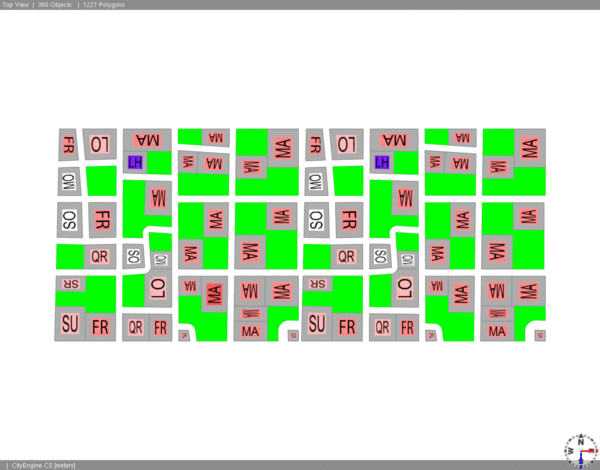 Top View | 360 Objects | 1227 Polygons
FR LO MA MA MA FR LO MA MA MA
LH MA MA MA LH MA MA MA
OM MA OM MA
SO FR MA MA SO FR MA MA
QR SO OM MA MA QR SO OM MA MA
SR LO MA MA MA MA SR LO MA MA MA MA
SU FR QR FR MA MA SU FR QR FR MA MA
N
W E
S
| CityEngine CS [meters]